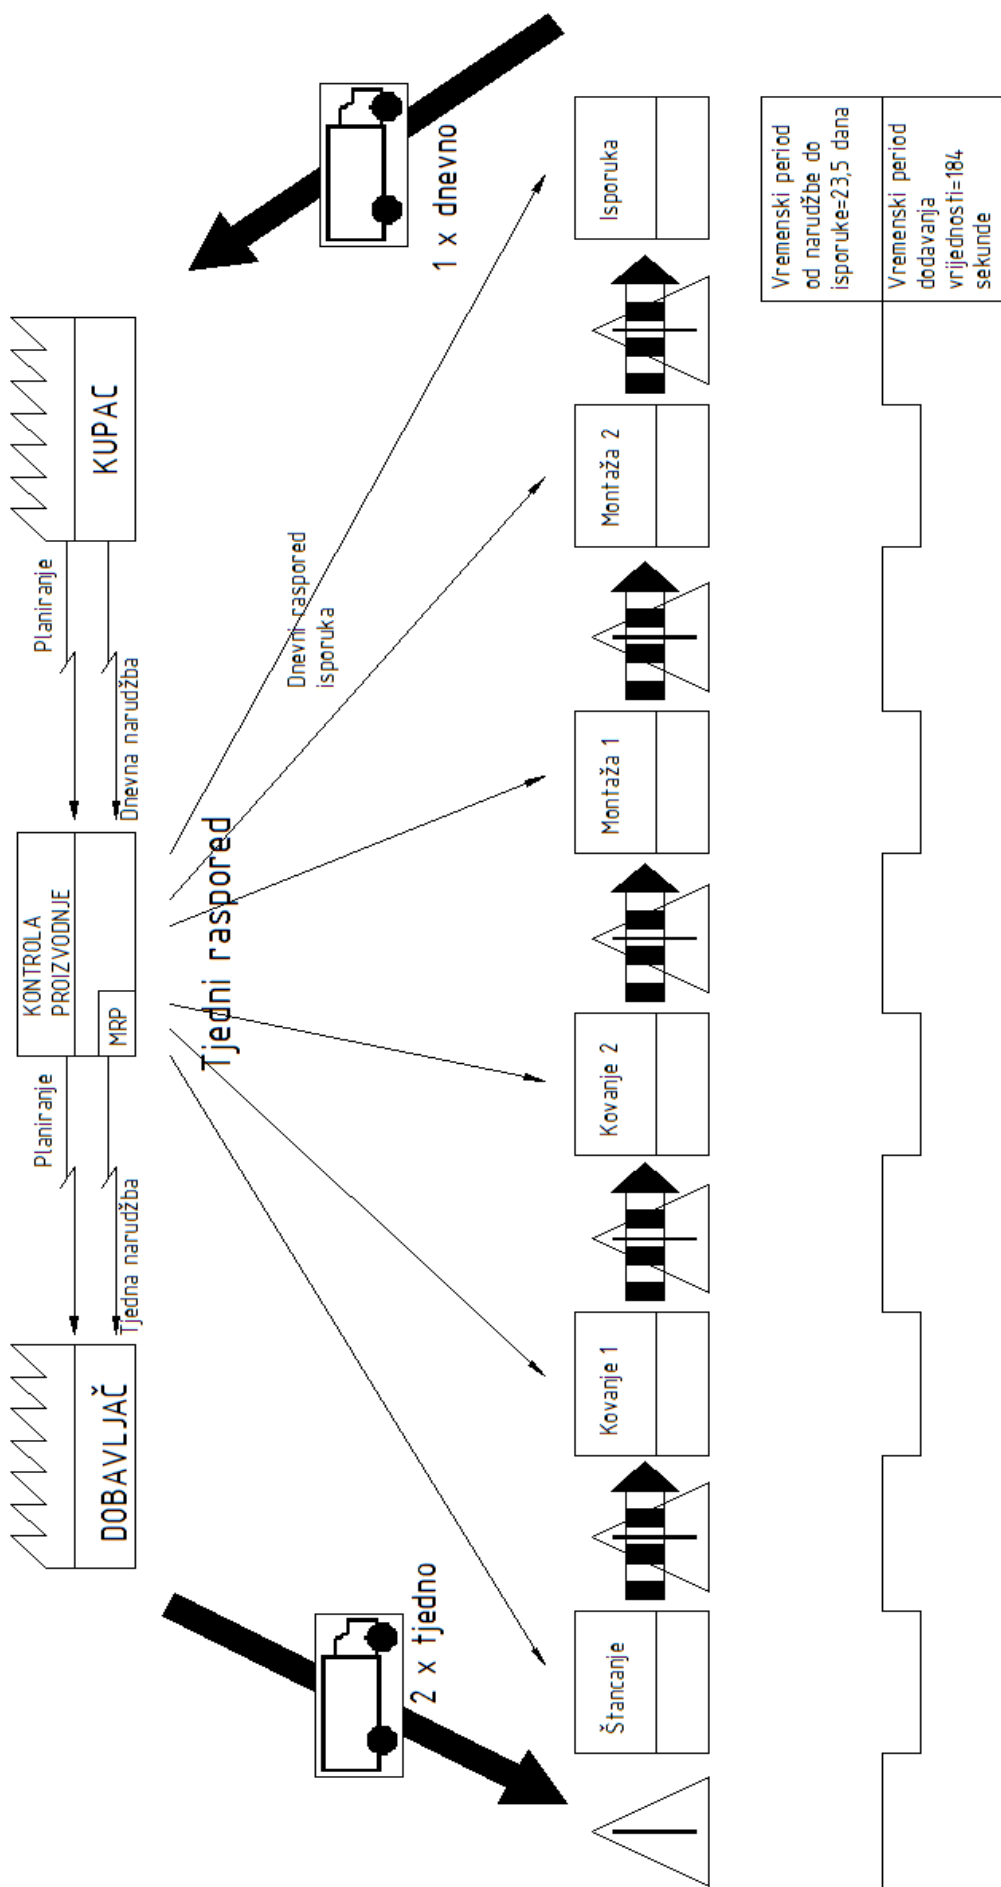 DOBAVLJAČ
Planiranje
Tjedna narudžba
KONTROLA
PROIZVODNJE
MRP
Planiranje
Dnevna narudžba
KUPAC
Tjedni raspored
Dnevni raspored
isporuka
2 x tjedno
1 x dnevno
Štancanje
Kovanje 1
Kovanje 2
Montaža 1
Montaža 2
Isporuka
Vremenski period
od narudžbe do
isporuke=23,5 dana
Vremenski period
dodavanja
vrijednosti=184
sekunde